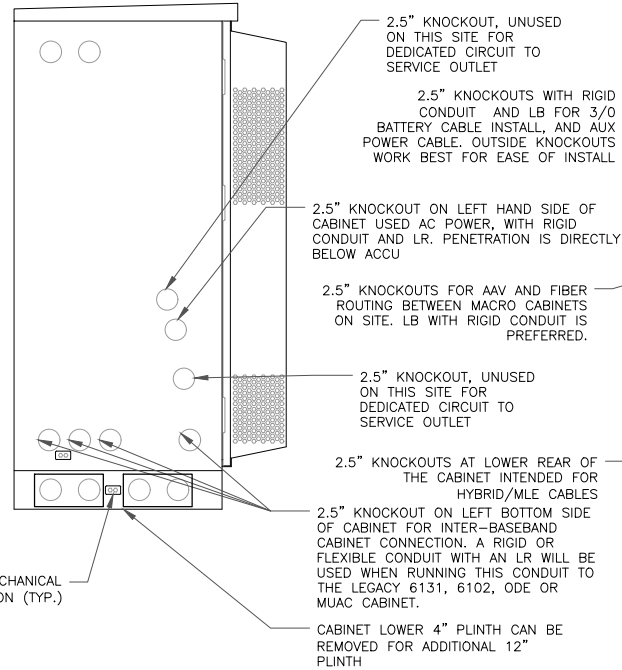 2.5" KNOCKOUT, UNUSED
ON THIS SITE FOR
DEDICATED CIRCUIT TO
SERVICE OUTLET
2.5" KNOCKOUTS WITH RIGID
CONDUIT AND LB FOR 3/0
BATTERY CABLE INSTALL, AND AUX
POWER CABLE. OUTSIDE KNOCKOUTS
WORK BEST FOR EASE OF INSTALL
2.5" KNOCKOUT ON LEFT HAND SIDE OF
CABINET USED AC POWER, WITH RIGID
CONDUIT AND LR. PENETRATION IS DIRECTLY
BELOW ACCU
2.5" KNOCKOUTS FOR AAV AND FIBER
ROUTING BETWEEN MACRO CABINETS
ON SITE. LB WITH RIGID CONDUIT IS
PREFERRED.
2.5" KNOCKOUT, UNUSED
ON THIS SITE FOR
DEDICATED CIRCUIT TO
SERVICE OUTLET
2.5" KNOCKOUTS AT LOWER REAR OF
THE CABINET INTENDED FOR
HYBRID/MLE CABLES
2.5" KNOCKOUT ON LEFT BOTTOM SIDE
OF CABINET FOR INTER-BASEBAND
CABINET CONNECTION. A RIGID OR
FLEXIBLE CONDUIT WITH AN LR WILL BE
USED WHEN RUNNING THIS CONDUIT TO
THE LEGACY 6131, 6102, ODE OR
MUAC CABINET.
CHANICAL
ON (TYP.)
CABINET LOWER 4" PLINTH CAN BE
REMOVED FOR ADDITIONAL 12"
PLINTH